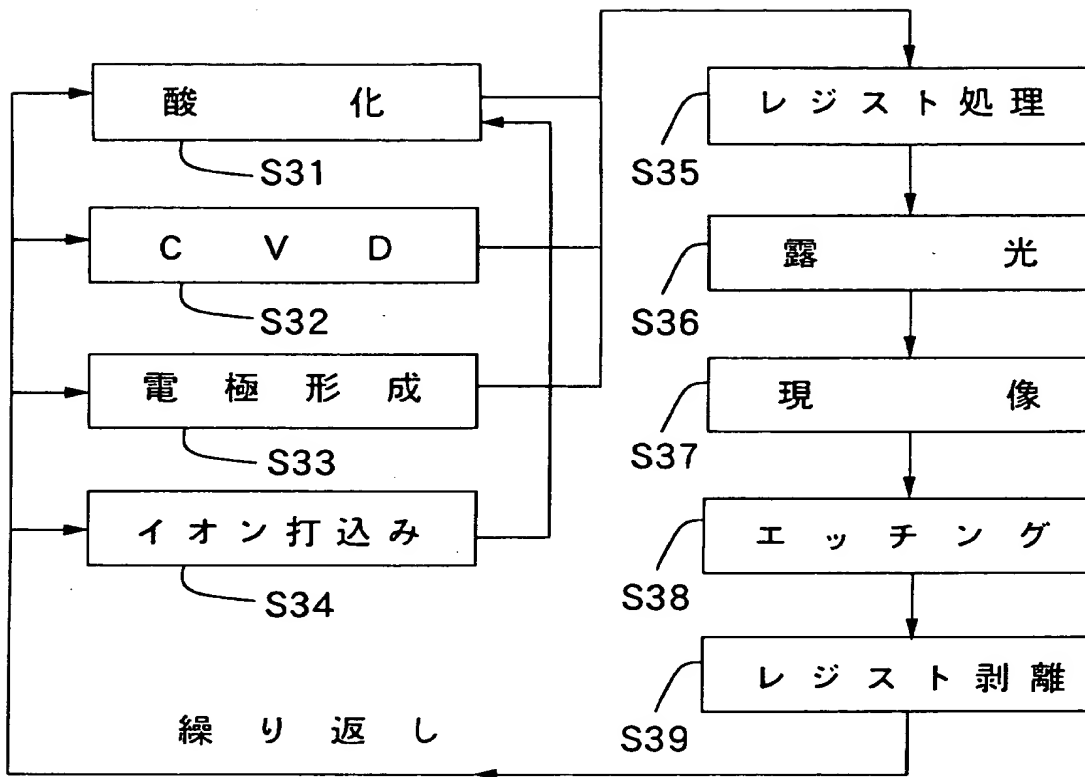 酸化
S31
CVD
S32
電極形成
S33
イオン打込み
S34
レジスト処理
S35
露光
S36
現像
S37
エッチング
S38
レジスト剥離
S39
繰り返し